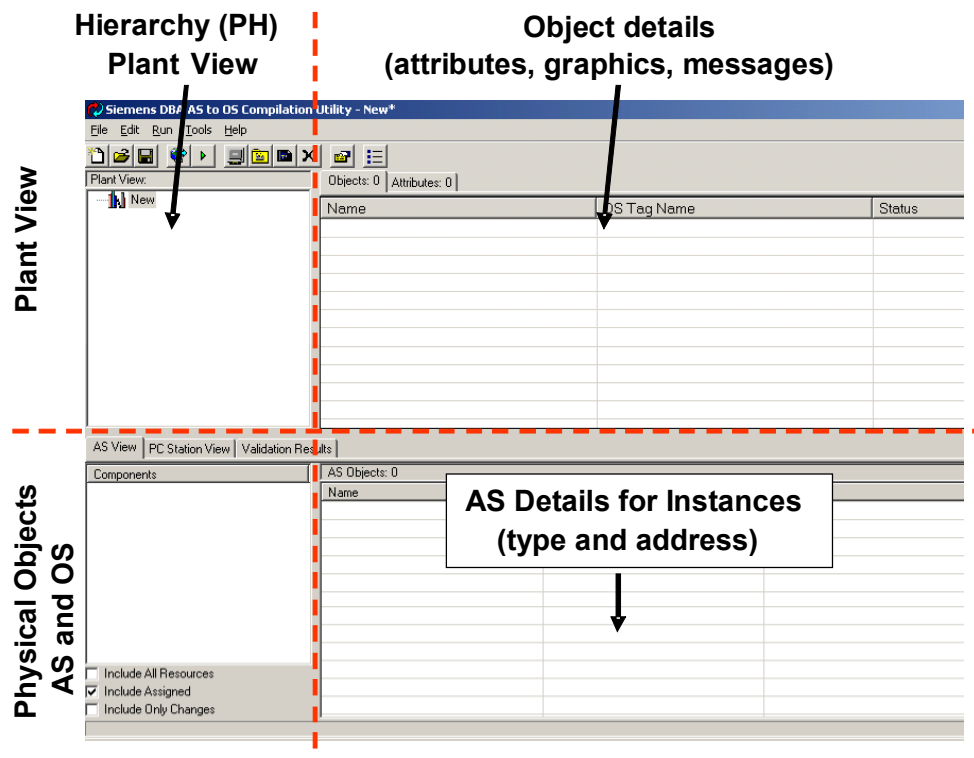 Hierarchy (PH)
Plant View
Object details
(attributes, graphics, messages)
Siemens DBA AS to OS Compilation Utility - New*
File Edit Run Tools Help
Plant View:
New
Objects: 0 Attributes: 0
Name OS Tag Name Status
Plant View
AS View PC Station View Validation Results
Components
AS Objects: 0
Name
AS Details for Instances
(type and address)
Physical Objects
AS and OS
Include All Resources
Include Assigned
Include Only Changes